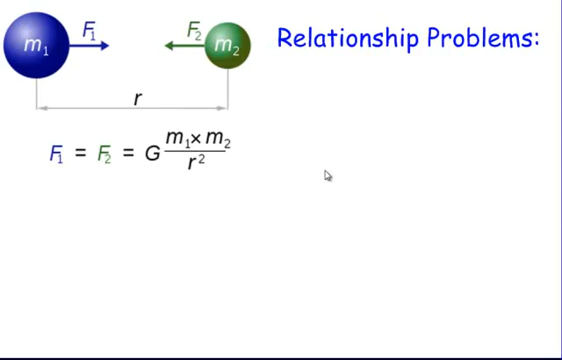 F₁ F₂ Relationship Problems:
m₁ m₂
r
F₁ = F₂ = G m₁×m₂ / r²